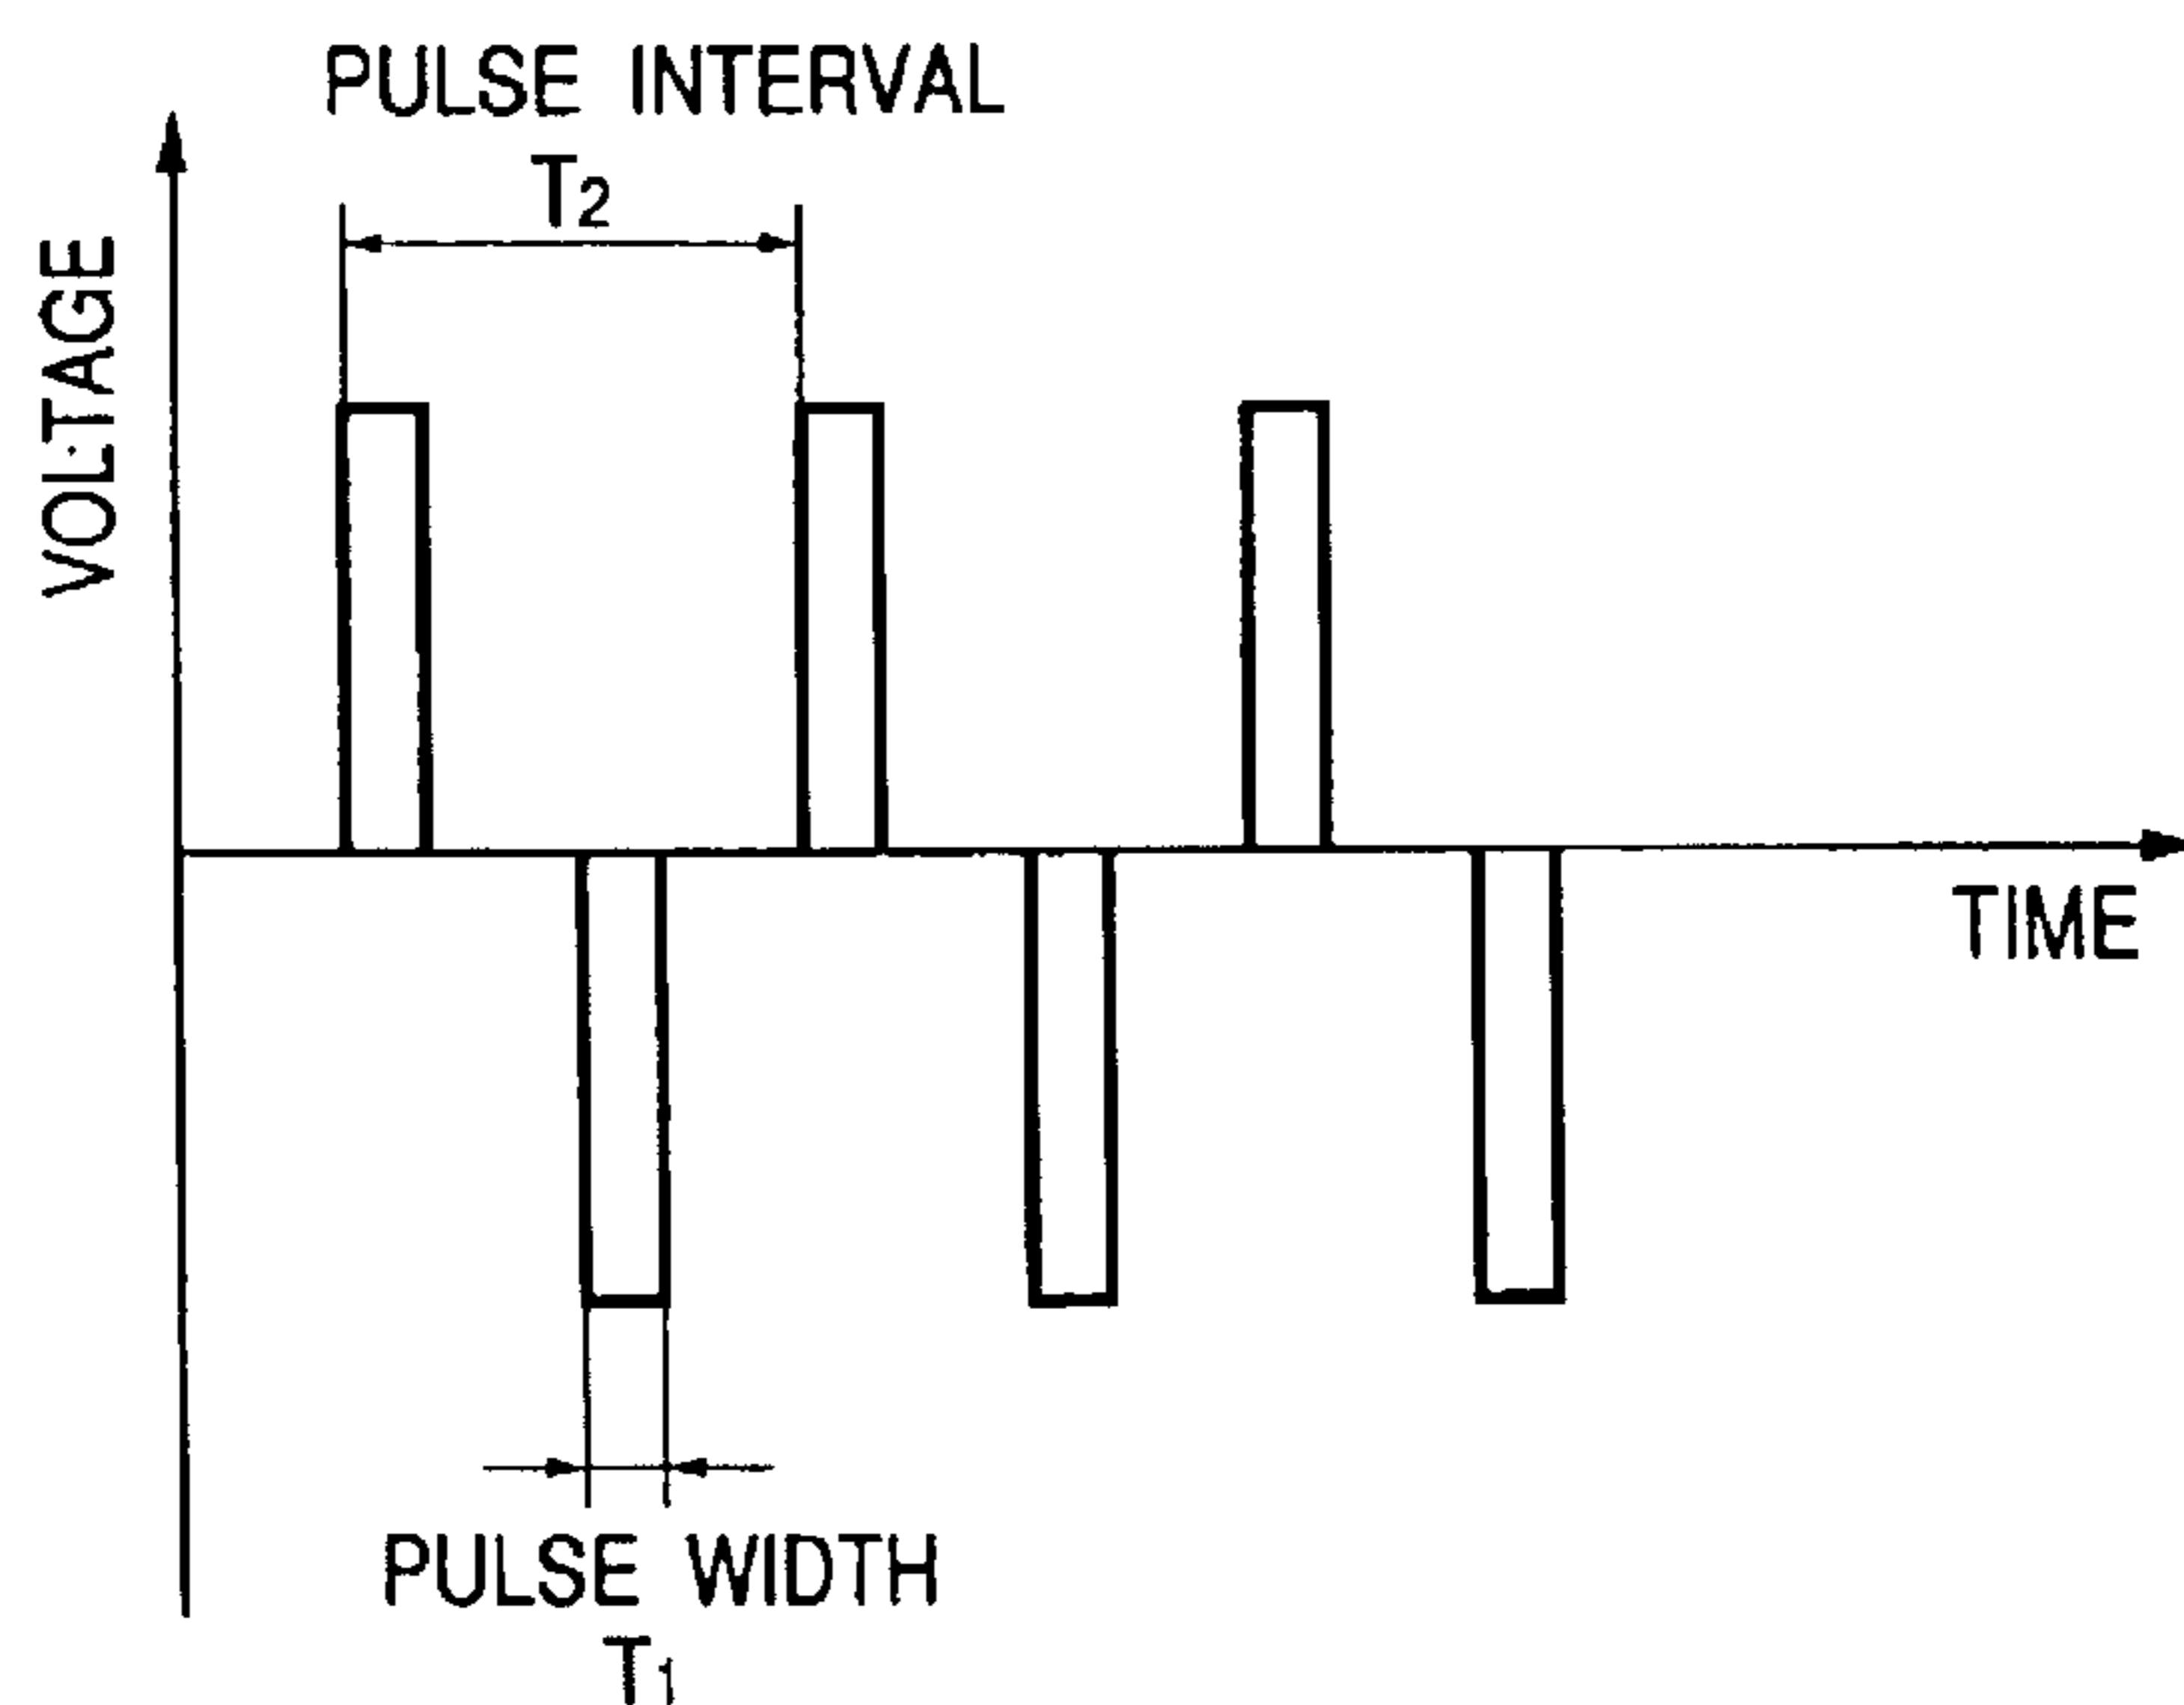 PULSE INTERVAL
T2
VOLTAGE
TIME
PULSE WIDTH
T1